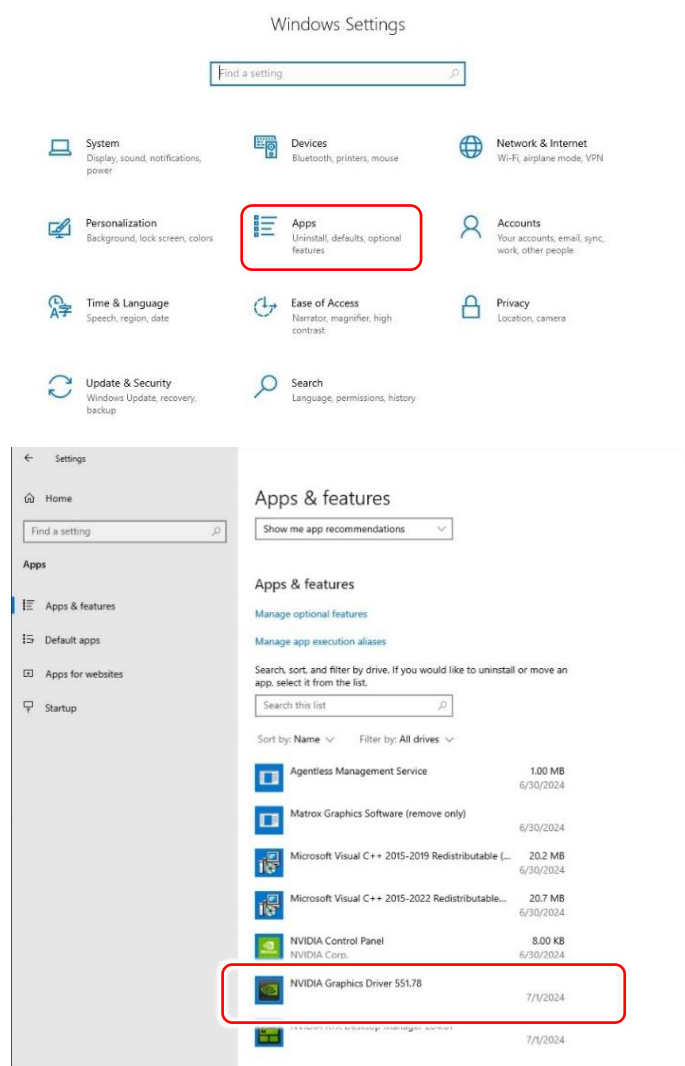 Windows Settings
Find a setting
System
Display, sound, notifications,
power
Devices
Bluetooth, printers, mouse
Network & Internet
Wi-Fi, airplane mode, VPN
Personalization
Background, lock screen, colors
Apps
Uninstall, defaults, optional
features
Accounts
Your accounts, email, sync,
work, other people
Time & Language
Speech, region, date
Ease of Access
Narrator, magnifier, high
contrast
Privacy
Location, camera
Update & Security
Windows Update, recovery,
backup
Search
Language, permissions, history
Settings
Home
Find a setting
Apps
Apps & features
Default apps
Apps for websites
Startup
Apps & features
Show me app recommendations
Apps & features
Manage optional features
Manage app execution aliases
Search, sort, and filter by drive. If you would like to uninstall or move an
app, select it from the list.
Search this list
Sort by: Name Filter by: All drives
Agentless Management Service 1.00 MB
6/30/2024
Matrox Graphics Software (remove only)
6/30/2024
Microsoft Visual C++ 2015-2019 Redistributable (... 20.2 MB
6/30/2024
Microsoft Visual C++ 2015-2022 Redistributable... 20.7 MB
6/30/2024
NVIDIA Control Panel 8.00 KB
NVIDIA Corp. 6/30/2024
NVIDIA Graphics Driver 551.78
7/1/2024
NVIDIA RTX Desktop Manager
7/1/2024